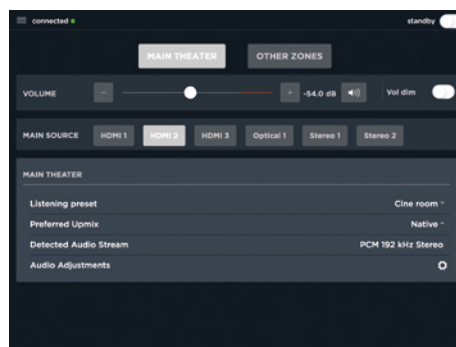 connected
standby
MAIN THEATER OTHER ZONES
VOLUME - + -54.0 dB Vol dim
MAIN SOURCE HDMI 1 HDMI 2 HDMI 3 Optical 1 Stereo 1 Stereo 2
MAIN THEATER
Listening preset Cine room
Preferred Upmix Native
Detected Audio Stream PCM 192 kHz Stereo
Audio Adjustments